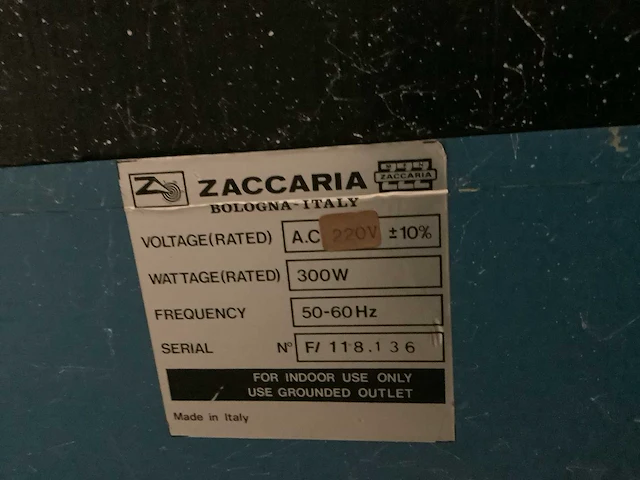 ZACCARIA
ZACCARIA
BOLOGNA-ITALY
VOLTAGE(RATED) A.C 220V ±10%
WATTAGE(RATED) 300W
FREQUENCY 50-60Hz
SERIAL Nº F/ 118.136
FOR INDOOR USE ONLY
USE GROUNDED OUTLET
Made in Italy